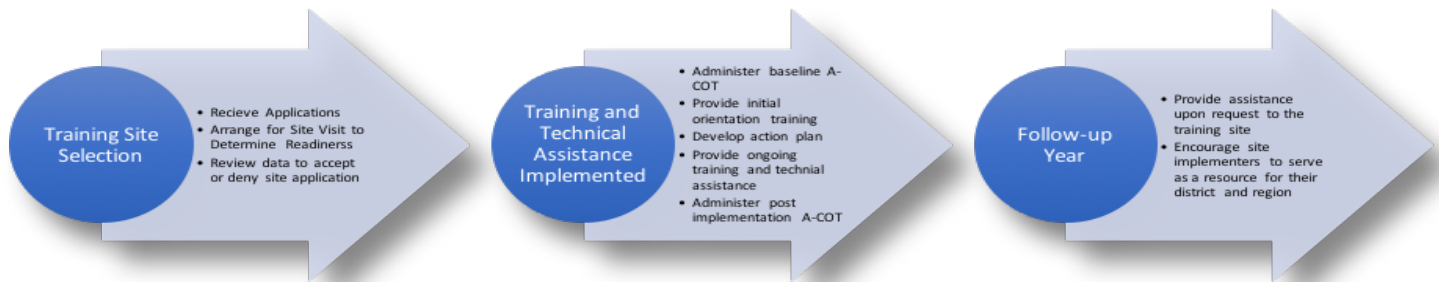 Training Site
Selection
• Recieve Applications
• Arrange for Site Visit to
Determine Readinerss
• Review data to accept
or deny site application
Training and
Technical
Assistance
Implemented
• Administer baseline A-
COT
• Provide initial
orientation training
• Develop action plan
• Provide ongoing
training and technial
assistance
• Administer post
implementation A-COT
Follow-up
Year
• Provide assistance
upon request to the
training site
• Encourage site
implementers to serve
as a resource for their
district and region